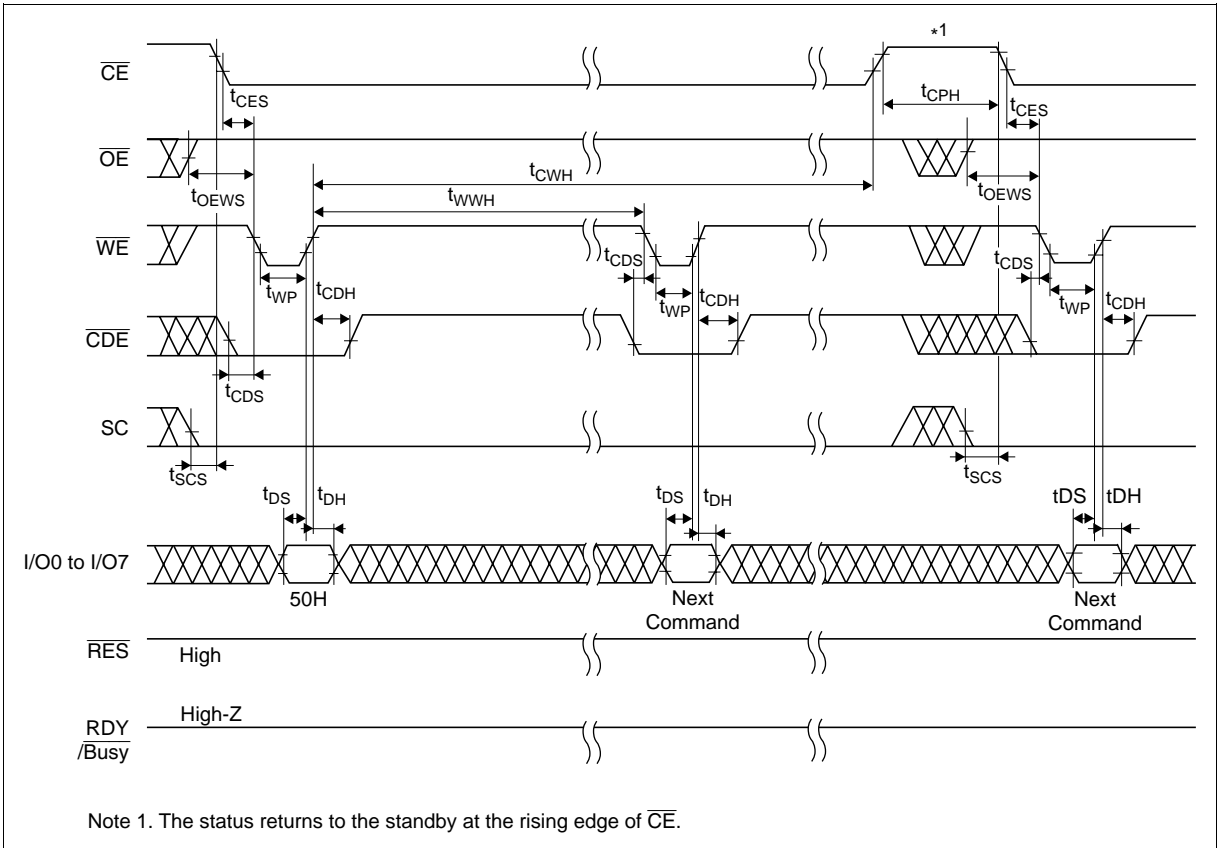 *1
CE
tCES
tCPH
tCES
OE
tCWH
tOEWS
tWWH
tOEWS
WE
tCDS
tCDS
tWP
tCDH
tWP
tCDH
tWP
tCDH
CDE
tCDS
SC
tSCS
tSCS
tDS
tDH
tDS
tDH
tDS
tDH
I/O0 to I/O7
50H
Next
Command
Next
Command
RES
High
High-Z
RDY
/Busy
Note 1. The status returns to the standby at the rising edge of CE.